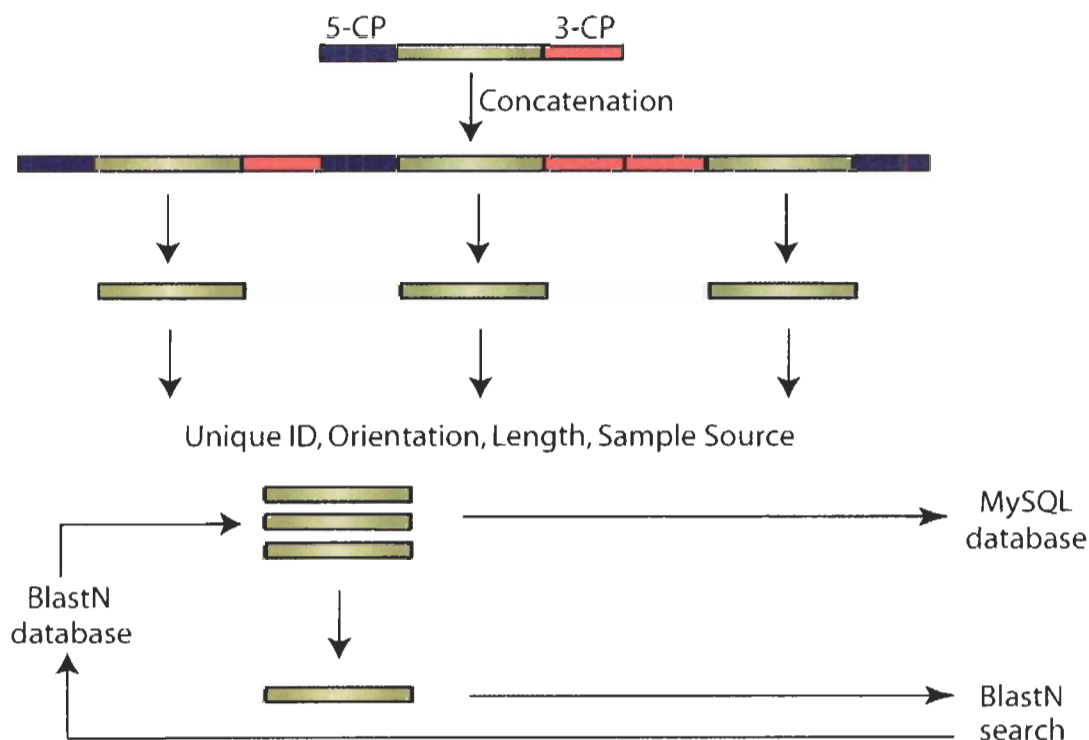 5-CP 3-CP
Concatenation
Unique ID, Orientation, Length, Sample Source
MySQL
database
BlastN
database
BlastN
search